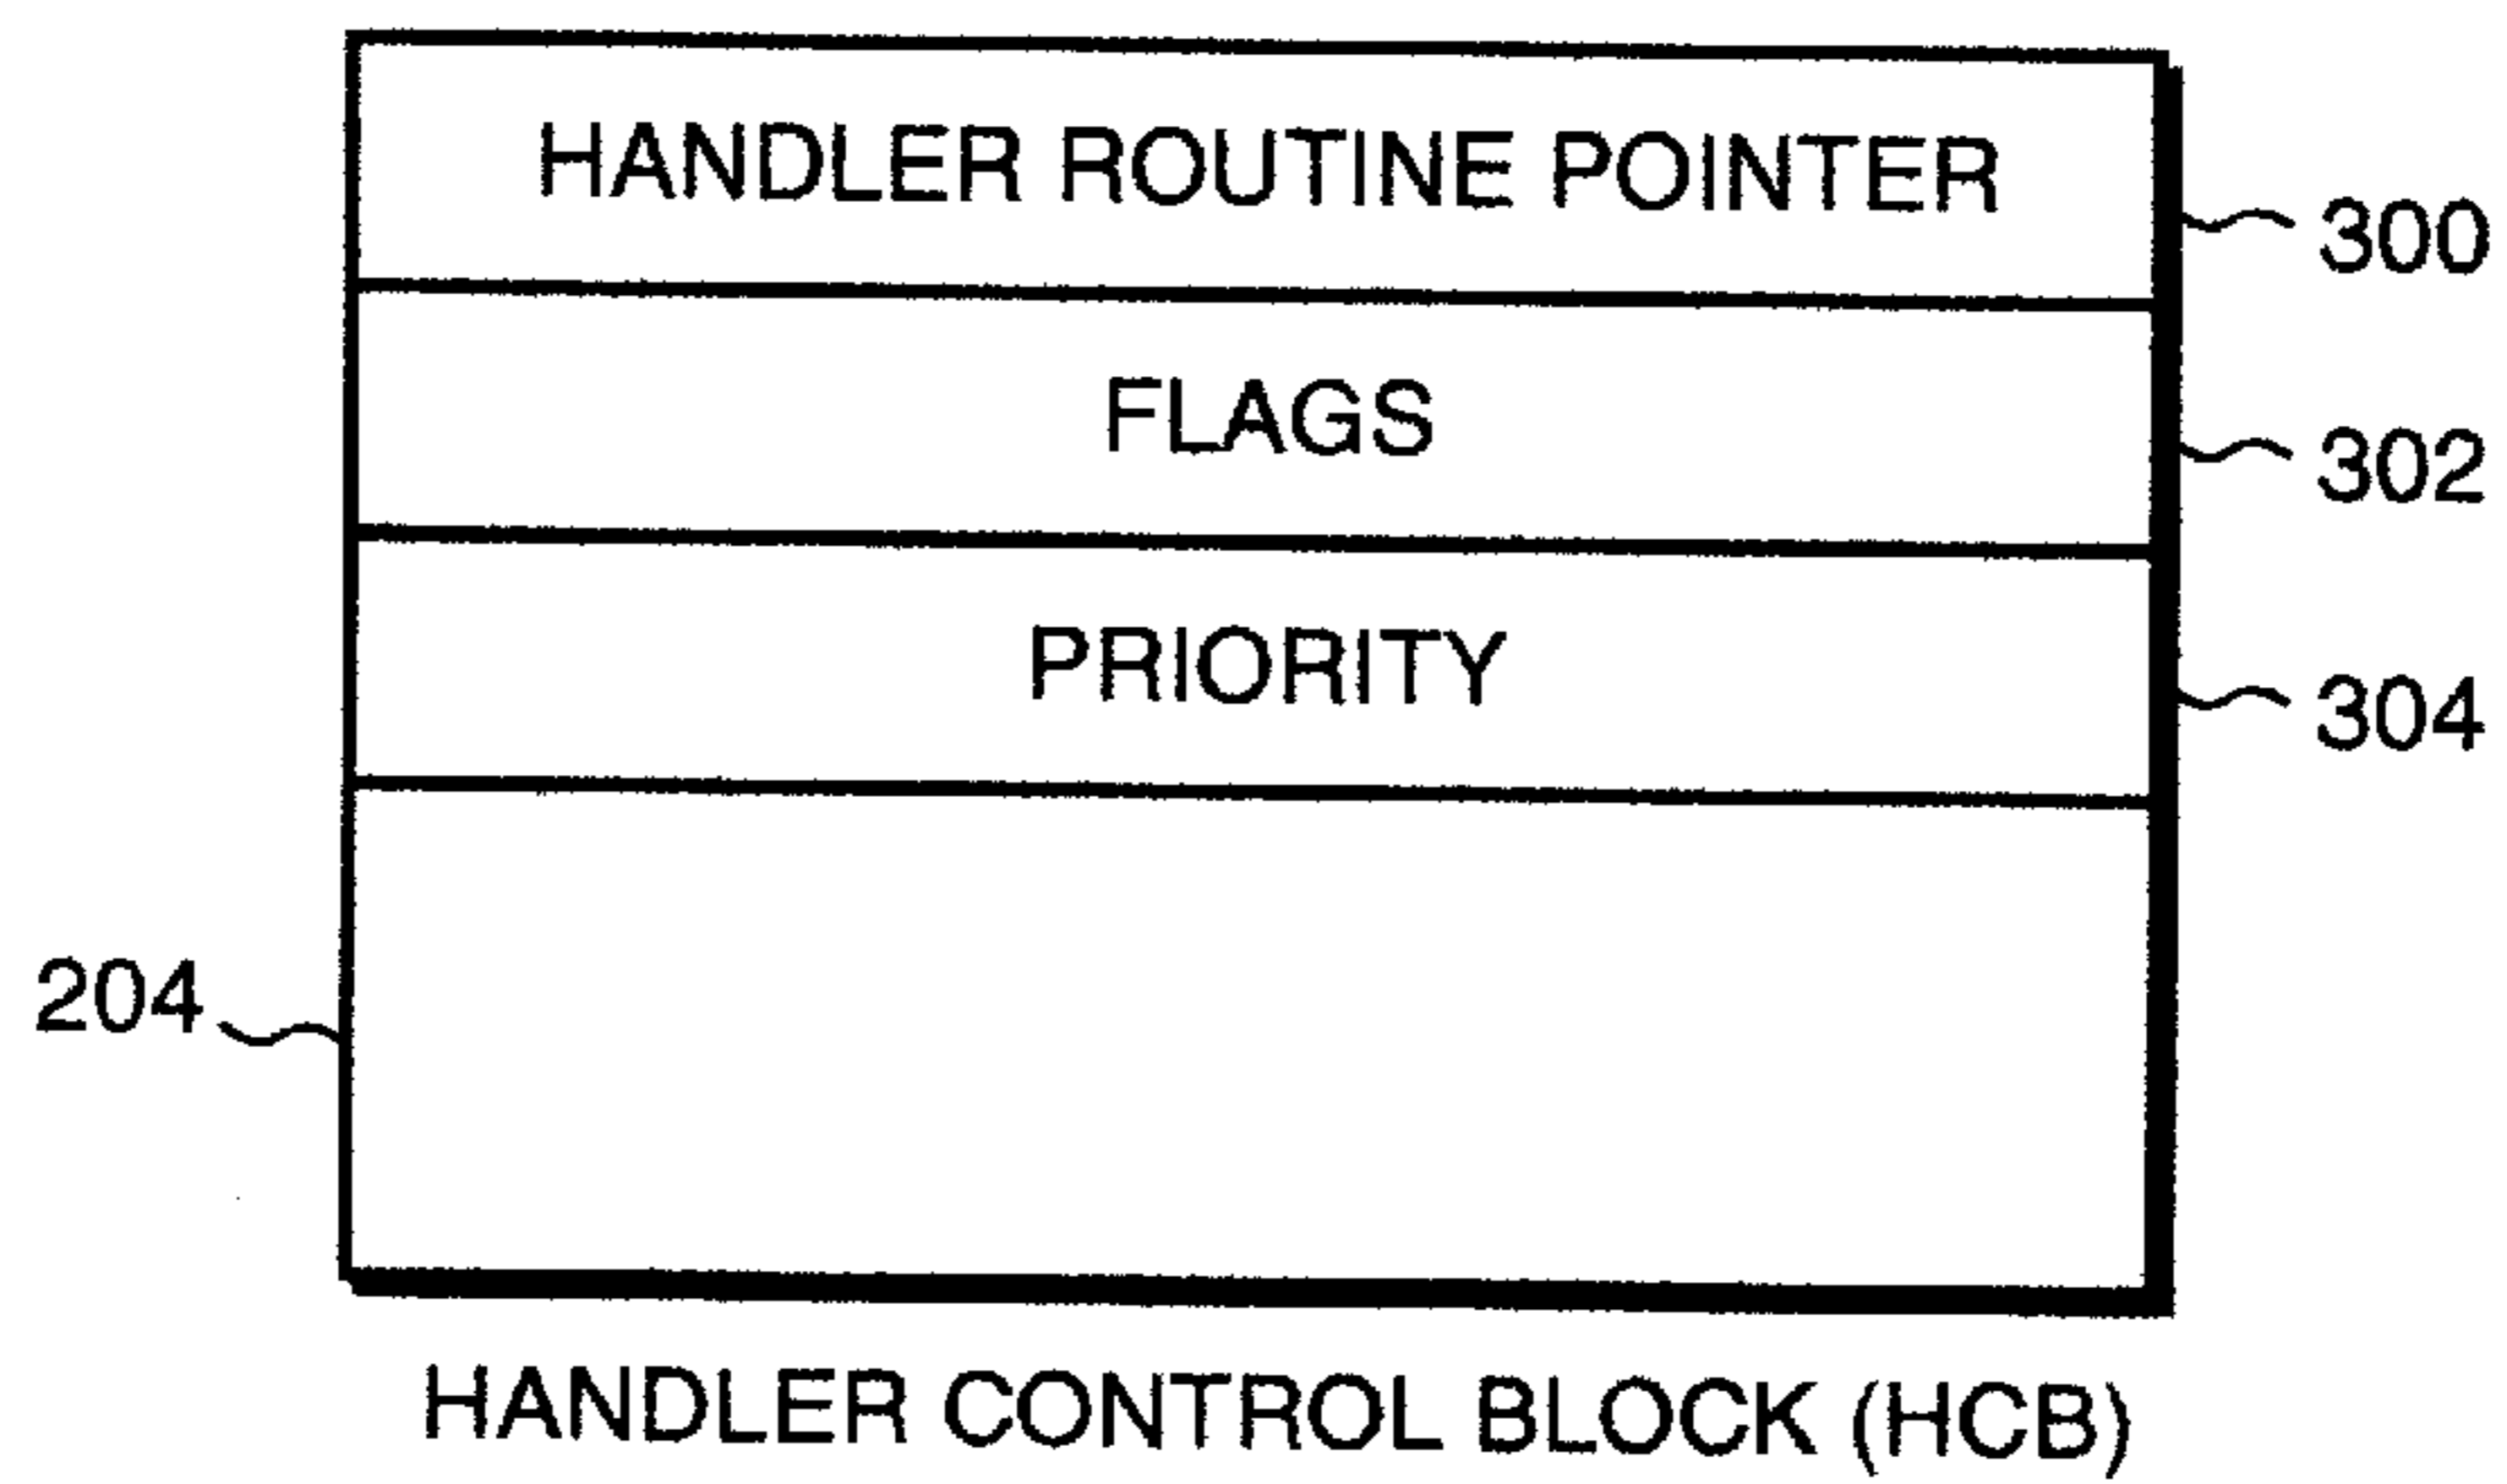 HANDLER ROUTINE POINTER
300
FLAGS
302
PRIORITY
304
204
HANDLER CONTROL BLOCK (HCB)